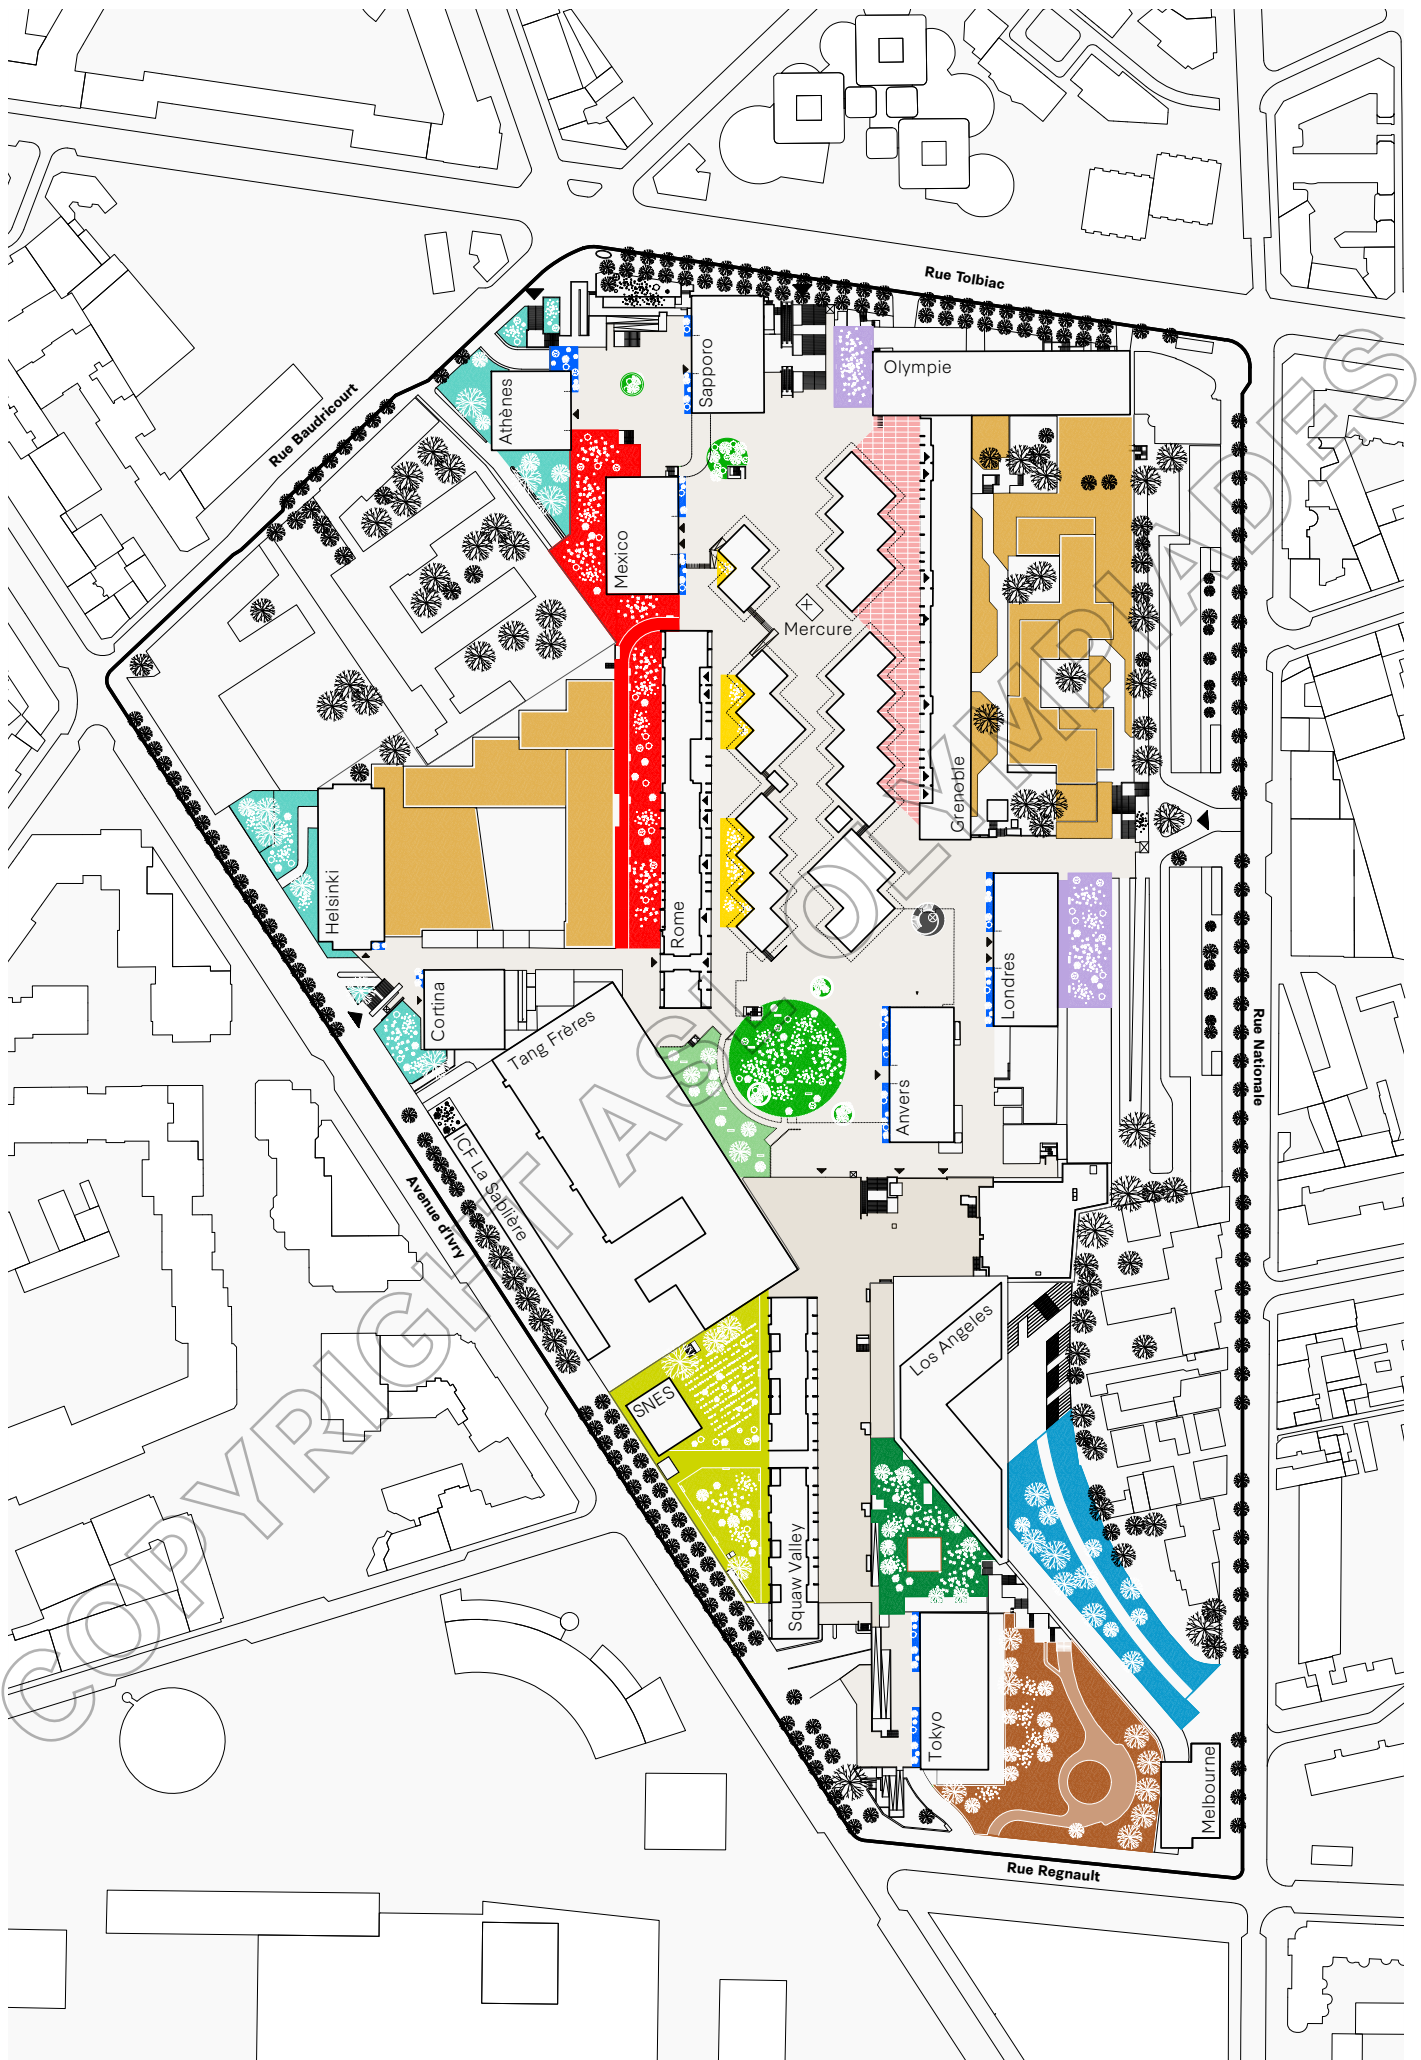 Rue Tolbiac
Sapporo
Olympie
Athènes
Rue Baudricourt
Mexico
Mercure
Grenoble
Helsinki
Rome
Cortina
Londres
Tang Frères
Anvers
Rue Nationale
ICF La Sablière
Avenue d'Ivry
Los Angeles
SNES
Squaw Valley
Tokyo
Melbourne
Rue Regnault
COPYRIGHT ASL OLYMPIADES